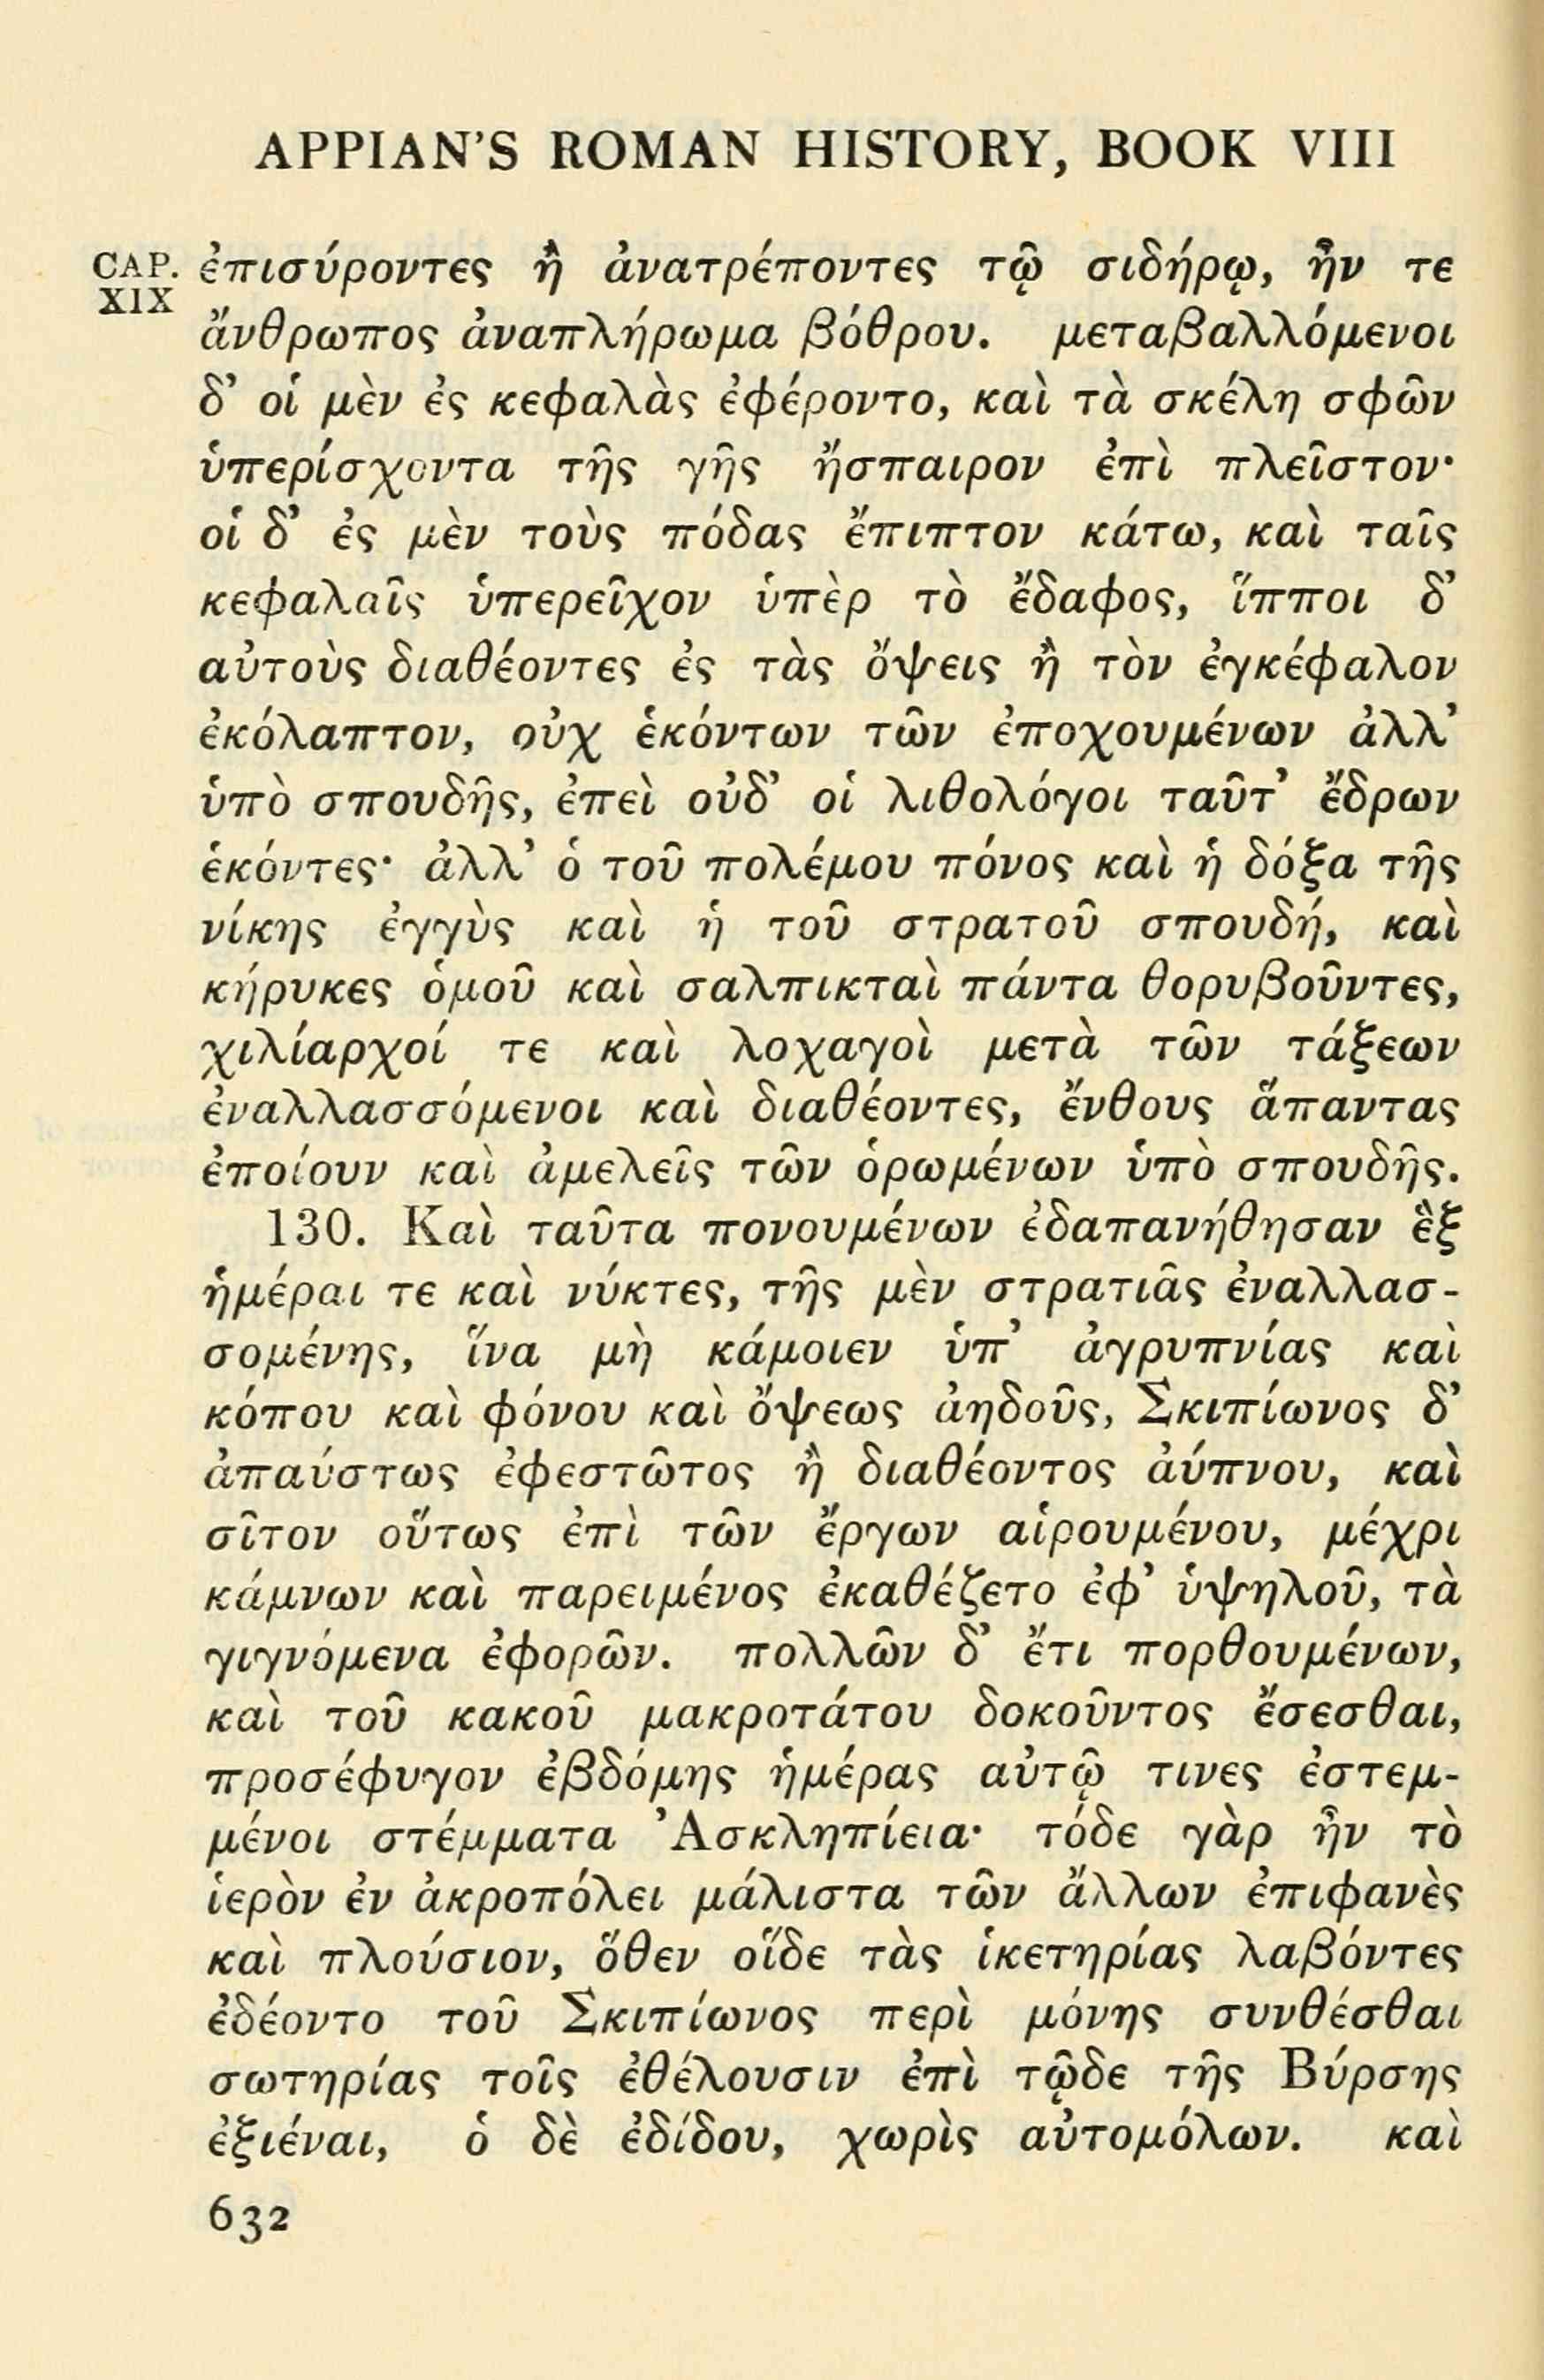 APPIAN'S ROMAN HISTORY, BOOK VIII
CAP. XIX
ἐπισύροντες ἢ ἀνατρέποντες τῷ σιδήρῳ, ἦν τε
ἄνθρωπος ἀναπλήρωμα βόθρου. μεταβαλλόμενοι
δ' οἱ μὲν ἐς κεφαλὰς ἐφέροντο, καὶ τὰ σκέλη σφῶν
ὑπερίσχοντα τῆς γῆς ἤσπαιρον ἐπὶ πλεῖστον·
οἱ δ' ἐς μὲν τοὺς πόδας ἔπιπτον κάτω, καὶ ταῖς
κεφαλαῖς ὑπερεῖχον ὑπὲρ τὸ ἔδαφος, ἵπποι δ'
αὐτοὺς διαθέοντες ἐς τὰς ὄψεις ἢ τὸν ἐγκέφαλον
ἐκόλαπτον, οὐχ ἑκόντων τῶν ἐποχουμένων ἀλλ'
ὑπὸ σπουδῆς, ἐπεὶ οὐδ' οἱ λιθολόγοι ταῦτ' ἔδρων
ἑκόντες· ἀλλ' ὁ τοῦ πολέμου πόνος καὶ ἡ δόξα τῆς
νίκης ἐγγὺς καὶ ἡ τοῦ στρατοῦ σπουδή, καὶ
κήρυκες ὁμοῦ καὶ σαλπικταὶ πάντα θορυβοῦντες,
χιλίαρχοί τε καὶ λοχαγοὶ μετὰ τῶν τάξεων
ἐναλλασσόμενοι καὶ διαθέοντες, ἔνθους ἅπαντας
ἐποίουν καὶ ἀμελεῖς τῶν ὁρωμένων ὑπὸ σπουδῆς.
130. Καὶ ταῦτα πονουμένων ἐδαπανήθησαν ἓξ
ἡμέραι τε καὶ νύκτες, τῆς μὲν στρατιᾶς ἐναλλασ-
σομένης, ἵνα μὴ κάμοιεν ὑπ' ἀγρυπνίας καὶ
κόπου καὶ φόνου καὶ ὄψεως ἀηδοῦς, Σκιπίωνος δ'
ἀπαύστως ἐφεστῶτος ἢ διαθέοντος ἀύπνου, καὶ
σῖτον οὕτως ἐπὶ τῶν ἔργων αἱρουμένου, μέχρι
κάμνων καὶ παρειμένος ἐκαθέζετο ἐφ' ὑψηλοῦ, τὰ
γιγνόμενα ἐφορῶν. πολλῶν δ' ἔτι πορθουμένων,
καὶ τοῦ κακοῦ μακροτάτου δοκοῦντος ἔσεσθαι,
προσέφυγον ἑβδόμης ἡμέρας αὐτῷ τινες ἐστεμ-
μένοι στέμματα Ἀσκληπίεια· τόδε γὰρ ἦν τὸ
ἱερὸν ἐν ἀκροπόλει μάλιστα τῶν ἄλλων ἐπιφανὲς
καὶ πλούσιον, ὅθεν οἵδε τὰς ἱκετηρίας λαβόντες
ἐδέοντο τοῦ Σκιπίωνος περὶ μόνης συνθέσθαι
σωτηρίας τοῖς ἐθέλουσιν ἐπὶ τῷδε τῆς Βύρσης
ἐξιέναι, ὁ δὲ ἐδίδου, χωρὶς αὐτομόλων. καὶ
632